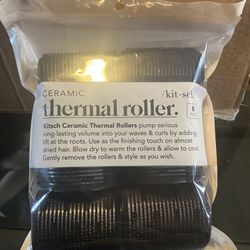 CERAMIC
/kit·sch
thermal roller.
8
Kitsch Ceramic Thermal Rollers pump serious
long-lasting volume into your waves & curls by adding
lift at the roots. Use as the finishing touch on almost
dried hair. Blow dry to warm the rollers & allow to cool.
Gently remove the rollers & style as you wish.